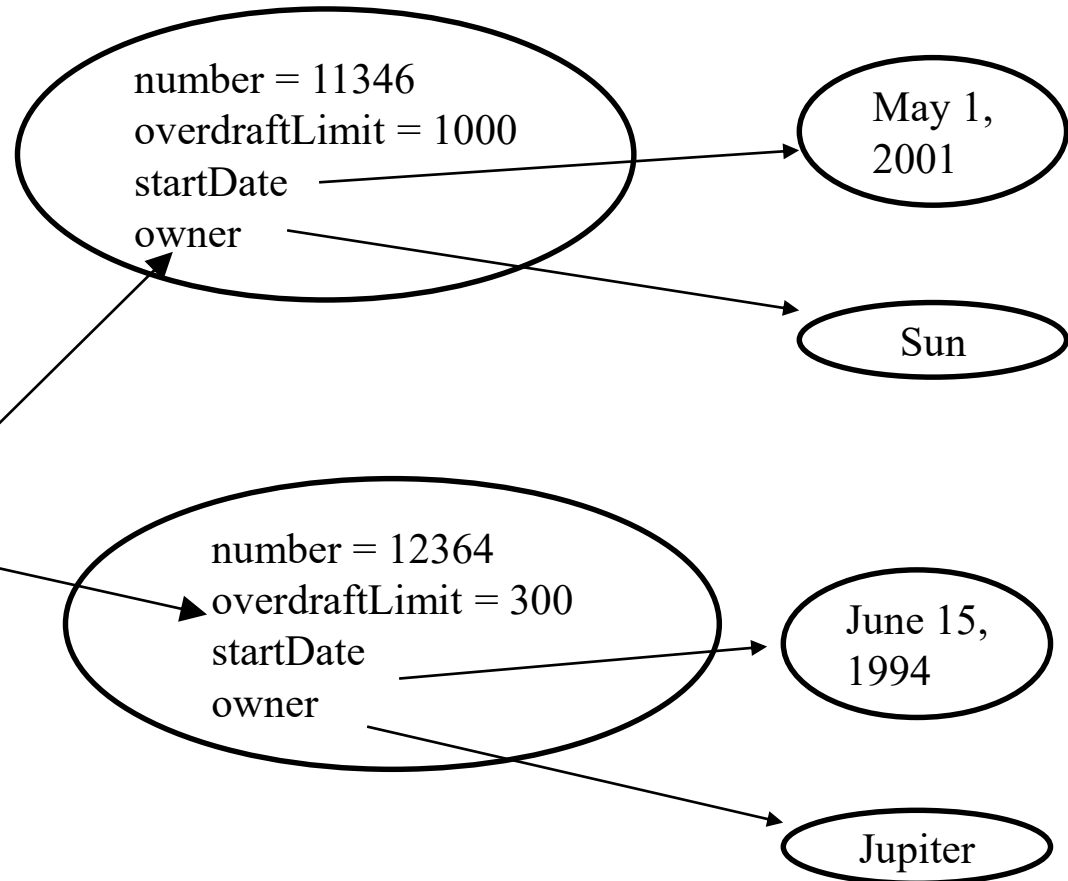 number = 11346
overdraftLimit = 1000
startDate
owner
May 1,
2001
Sun
number = 12364
overdraftLimit = 300
startDate
owner
June 15,
1994
Jupiter